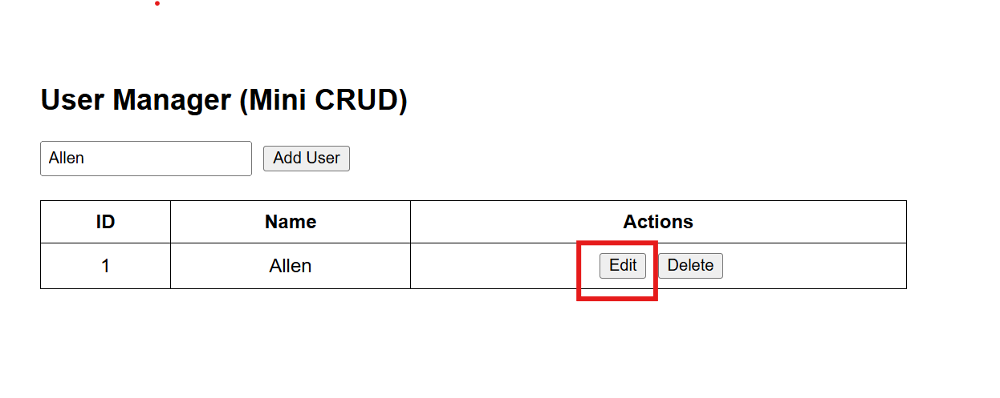 User Manager (Mini CRUD)
Allen Add User
ID Name Actions
1 Allen Edit Delete